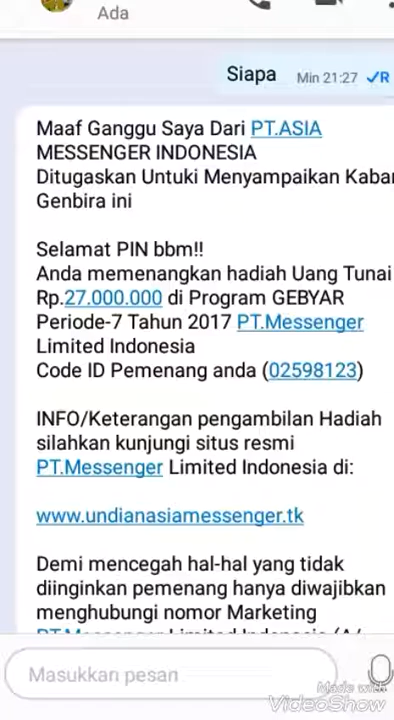 Ada
Siapa
Min 21:27
Maaf Ganggu Saya Dari PT.ASIA
MESSENGER INDONESIA
Ditugaskan Untuki Menyampaikan Kabar
Genbira ini
Selamat PIN bbm!!
Anda memenangkan hadiah Uang Tunai
Rp.27.000.000 di Program GEBYAR
Periode-7 Tahun 2017 PT.Messenger
Limited Indonesia
Code ID Pemenang anda (02598123)
INFO/Keterangan pengambilan Hadiah
silahkan kunjungi situs resmi
PT.Messenger Limited Indonesia di:
www.undianasiamessenger.tk
Demi mencegah hal-hal yang tidak
diinginkan pemenang hanya diwajibkan
menghubungi nomor Marketing
PT.Messenger Limited Indonesia (A/
Masukkan pesan
Made with
VideoShow